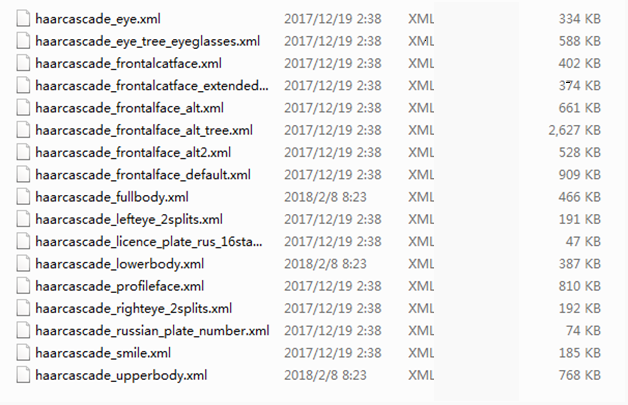 haarcascade_eye.xml 2017/12/19 2:38 XML 334 KB
haarcascade_eye_tree_eyeglasses.xml 2017/12/19 2:38 XML 588 KB
haarcascade_frontalcatface.xml 2017/12/19 2:38 XML 402 KB
haarcascade_frontalcatface_extended... 2017/12/19 2:38 XML 374 KB
haarcascade_frontalface_alt.xml 2017/12/19 2:38 XML 661 KB
haarcascade_frontalface_alt_tree.xml 2017/12/19 2:38 XML 2,627 KB
haarcascade_frontalface_alt2.xml 2017/12/19 2:38 XML 528 KB
haarcascade_frontalface_default.xml 2017/12/19 2:38 XML 909 KB
haarcascade_fullbody.xml 2018/2/8 8:23 XML 466 KB
haarcascade_lefteye_2splits.xml 2017/12/19 2:38 XML 191 KB
haarcascade_licence_plate_rus_16sta... 2017/12/19 2:38 XML 47 KB
haarcascade_lowerbody.xml 2018/2/8 8:23 XML 387 KB
haarcascade_profileface.xml 2017/12/19 2:38 XML 810 KB
haarcascade_righteye_2splits.xml 2017/12/19 2:38 XML 192 KB
haarcascade_russian_plate_number.xml 2017/12/19 2:38 XML 74 KB
haarcascade_smile.xml 2017/12/19 2:38 XML 185 KB
haarcascade_upperbody.xml 2018/2/8 8:23 XML 768 KB